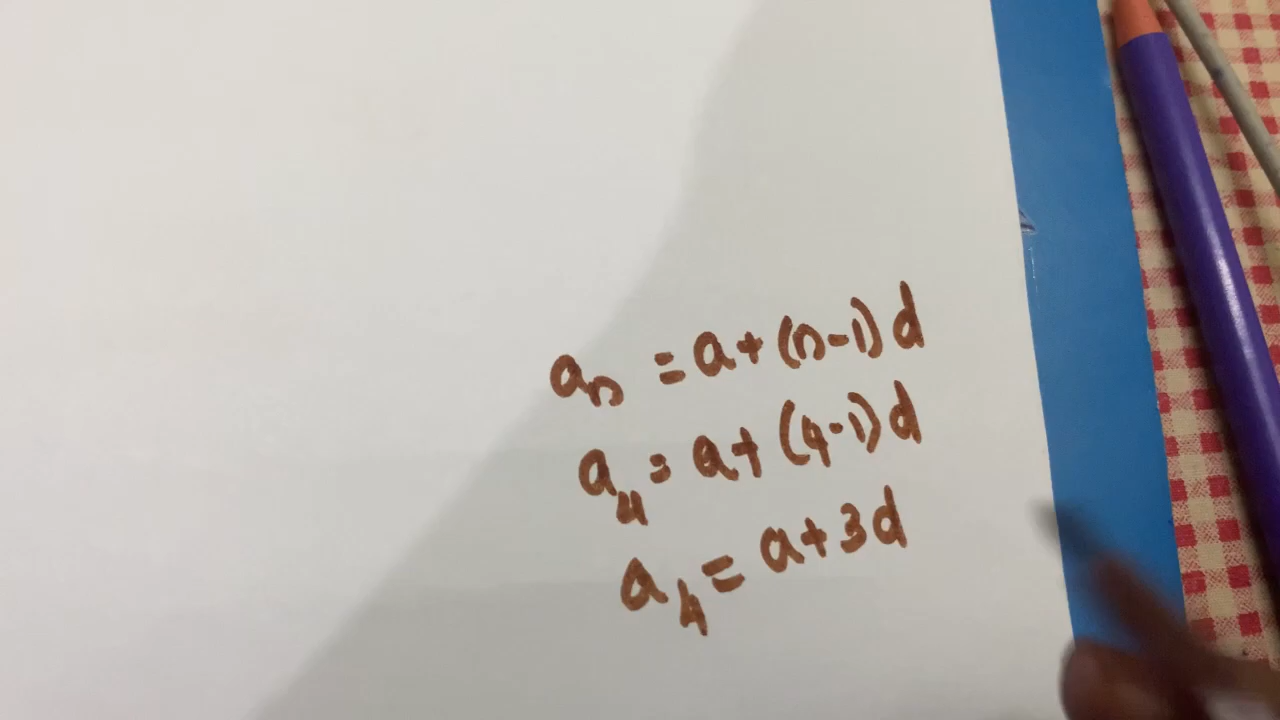 aₙ = a + (n-1) d
a₄ = a + (4-1) d
a₄ = a + 3d